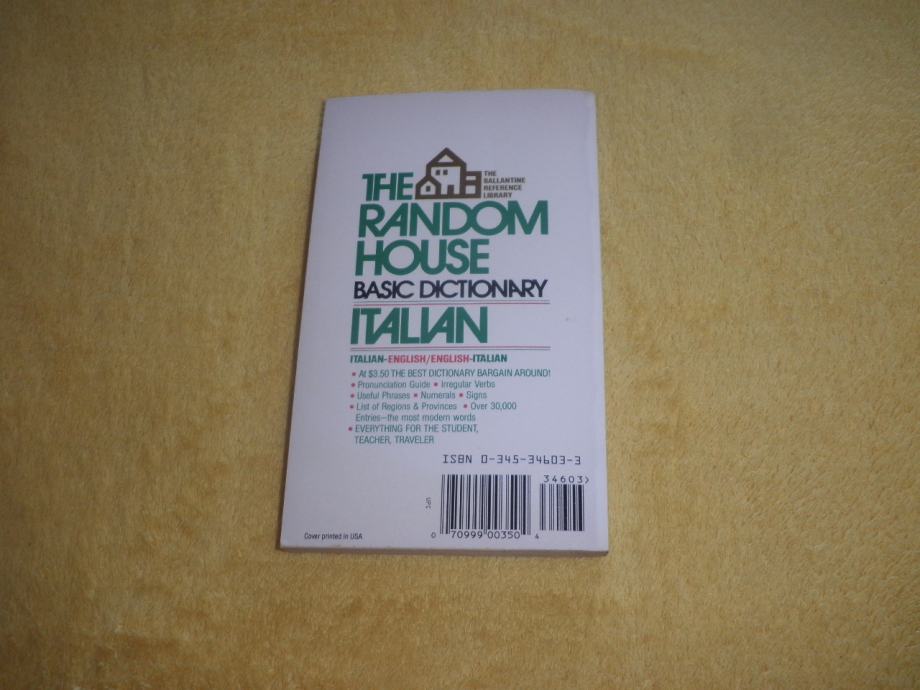 THE
THE
BALLANTINE
REFERENCE
LIBRARY
RANDOM
HOUSE
BASIC DICTIONARY
ITALIAN
ITALIAN-ENGLISH/ENGLISH-ITALIAN
• At $3.50 THE BEST DICTIONARY BARGAIN AROUND!
• Pronunciation Guide • Irregular Verbs
• Useful Phrases • Numerals • Signs
• List of Regions & Provinces • Over 30,000
Entries—the most modern words
• EVERYTHING FOR THE STUDENT,
TEACHER, TRAVELER
ISBN 0-345-34603-3
34603>
UPC
0 70999 00350 4
Cover printed in USA